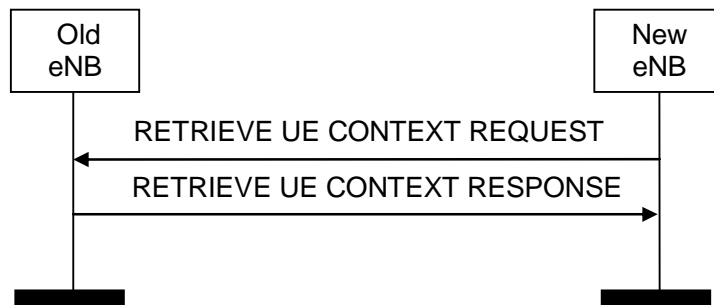 Old
eNB
New
eNB
RETRIEVE UE CONTEXT REQUEST
RETRIEVE UE CONTEXT RESPONSE